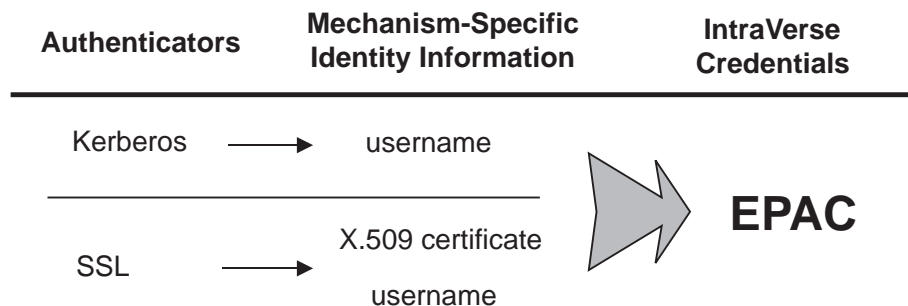 Authenticators
Mechanism-Specific
Identity Information
IntraVerse
Credentials
Kerberos
username
SSL
X.509 certificate
username
EPAC